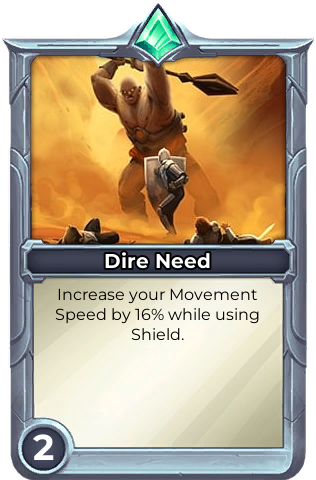 Dire Need
Increase your Movement
Speed by 16% while using
Shield.
2